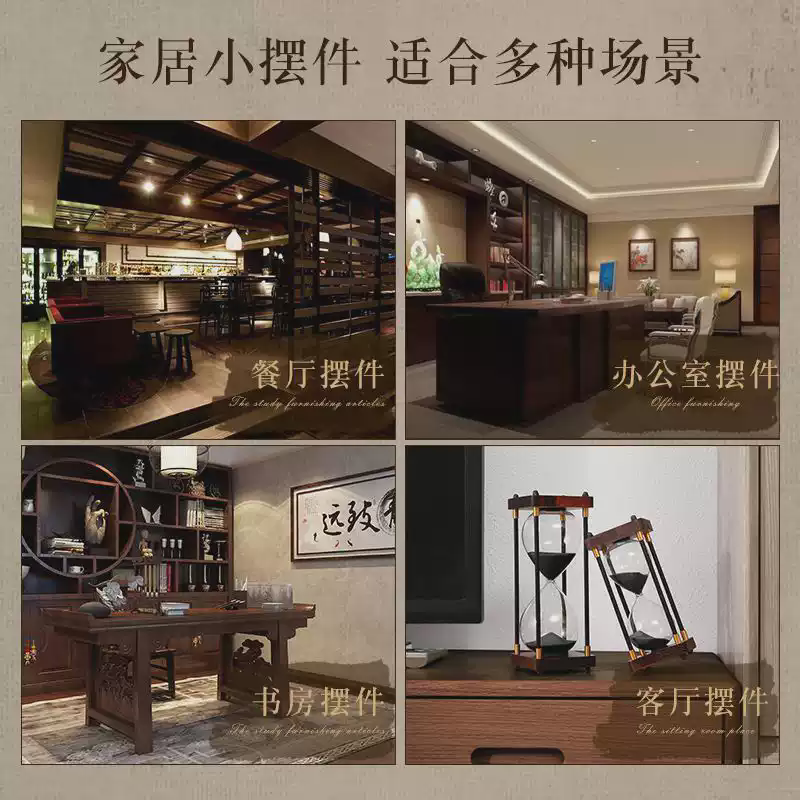 家居小摆件 适合多种场景
餐厅摆件
The study furnishing articles
办公室摆件
Office furnishing
远致
书房摆件
The study furnishing articles
客厅摆件
The sitting room place